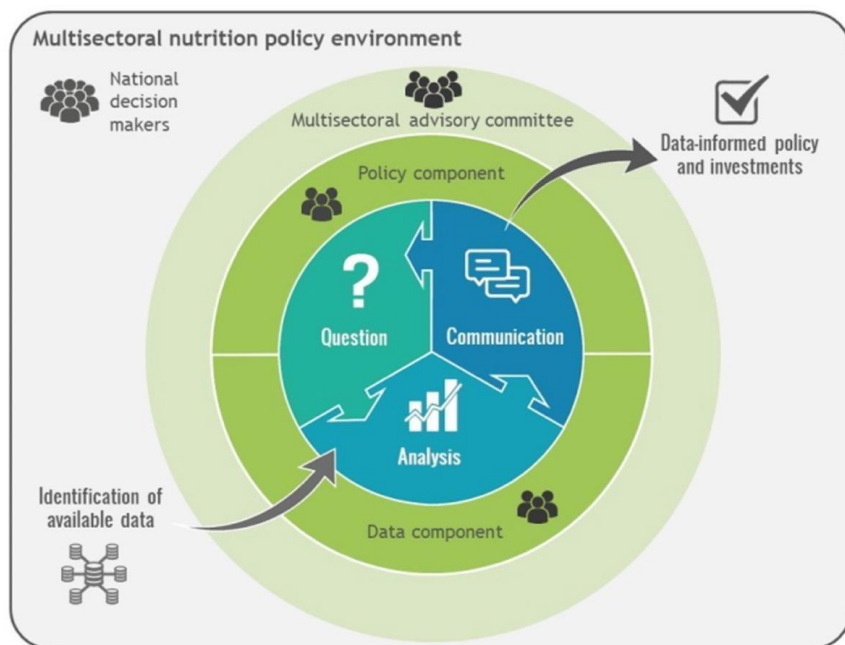 Multisectoral nutrition policy environment
National
decision
makers
Multisectoral advisory committee
Data-informed policy
and investments
Policy component
?
Question
Communication
Analysis
Identification of
available data
Data component